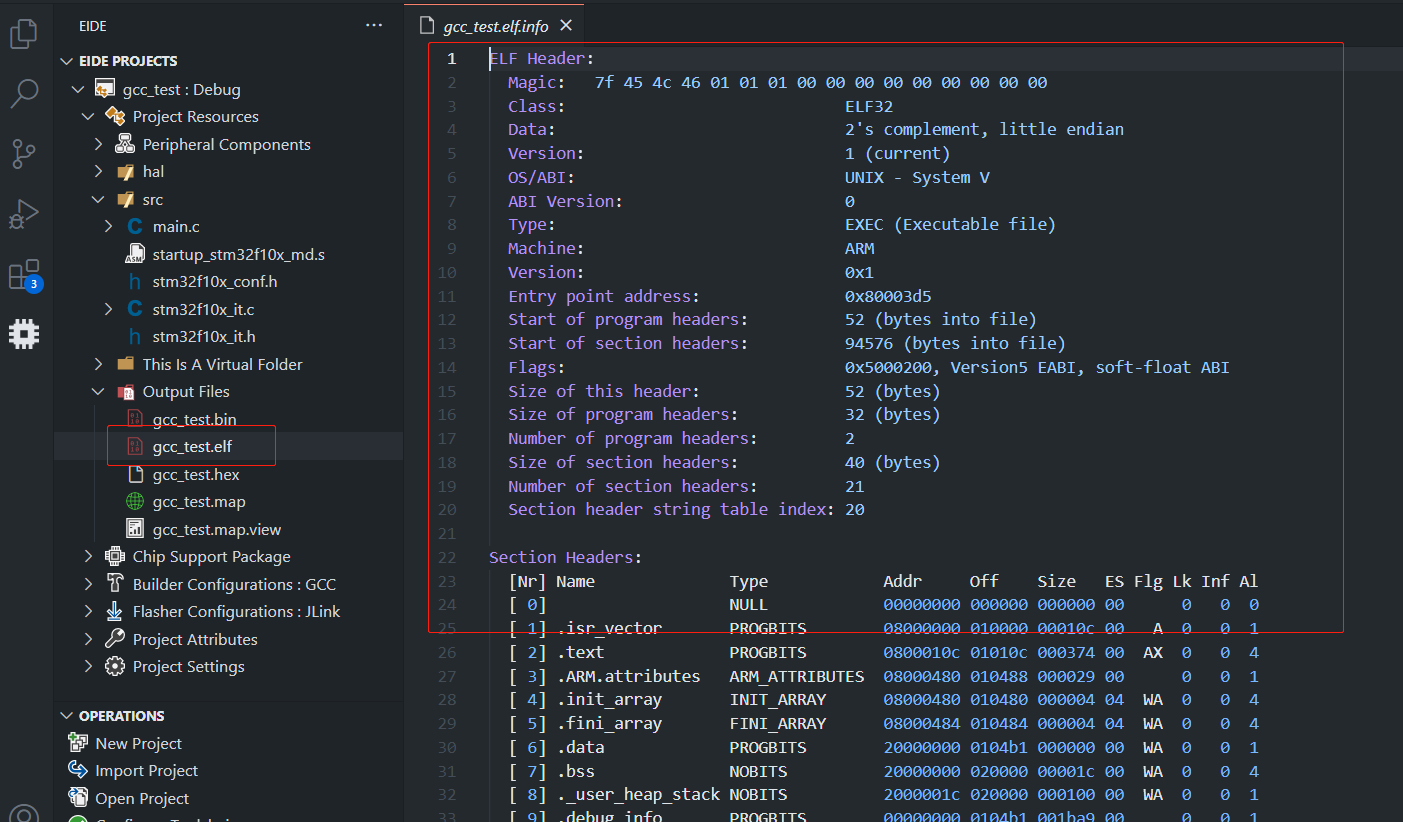 EIDE
...
EIDE PROJECTS
gcc_test : Debug
Project Resources
Peripheral Components
hal
src
main.c
startup_stm32f10x_md.s
stm32f10x_conf.h
stm32f10x_it.c
stm32f10x_it.h
This Is A Virtual Folder
Output Files
gcc_test.bin
gcc_test.elf
gcc_test.hex
gcc_test.map
gcc_test.map.view
Chip Support Package
Builder Configurations : GCC
Flasher Configurations : JLink
Project Attributes
Project Settings
OPERATIONS
New Project
Import Project
Open Project
3
gcc_test.elf.info
1 ELF Header:
2 Magic: 7f 45 4c 46 01 01 01 00 00 00 00 00 00 00 00 00
3 Class: ELF32
4 Data: 2's complement, little endian
5 Version: 1 (current)
6 OS/ABI: UNIX - System V
7 ABI Version: 0
8 Type: EXEC (Executable file)
9 Machine: ARM
10 Version: 0x1
11 Entry point address: 0x80003d5
12 Start of program headers: 52 (bytes into file)
13 Start of section headers: 94576 (bytes into file)
14 Flags: 0x5000200, Version5 EABI, soft-float ABI
15 Size of this header: 52 (bytes)
16 Size of program headers: 32 (bytes)
17 Number of program headers: 2
18 Size of section headers: 40 (bytes)
19 Number of section headers: 21
20 Section header string table index: 20
21
22 Section Headers:
23 [Nr] Name Type Addr Off Size ES Flg Lk Inf Al
24 [ 0] NULL 00000000 000000 000000 00 0 0 0
25 [ 1] .isr_vector PROGBITS 08000000 010000 00010c 00 A 0 0 1
26 [ 2] .text PROGBITS 0800010c 01010c 000374 00 AX 0 0 4
27 [ 3] .ARM.attributes ARM_ATTRIBUTES 08000480 010488 000029 00 0 0 1
28 [ 4] .init_array INIT_ARRAY 08000480 010480 000004 04 WA 0 0 4
29 [ 5] .fini_array FINI_ARRAY 08000484 010484 000004 04 WA 0 0 4
30 [ 6] .data PROGBITS 20000000 0104b1 000000 00 WA 0 0 1
31 [ 7] .bss NOBITS 20000000 020000 00001c 00 WA 0 0 4
32 [ 8] ._user_heap_stack NOBITS 2000001c 020000 000100 00 WA 0 0 1
33 [ 9] .debug_info PROGBITS 00000000 0104b1 001ba9 00 0 0 1